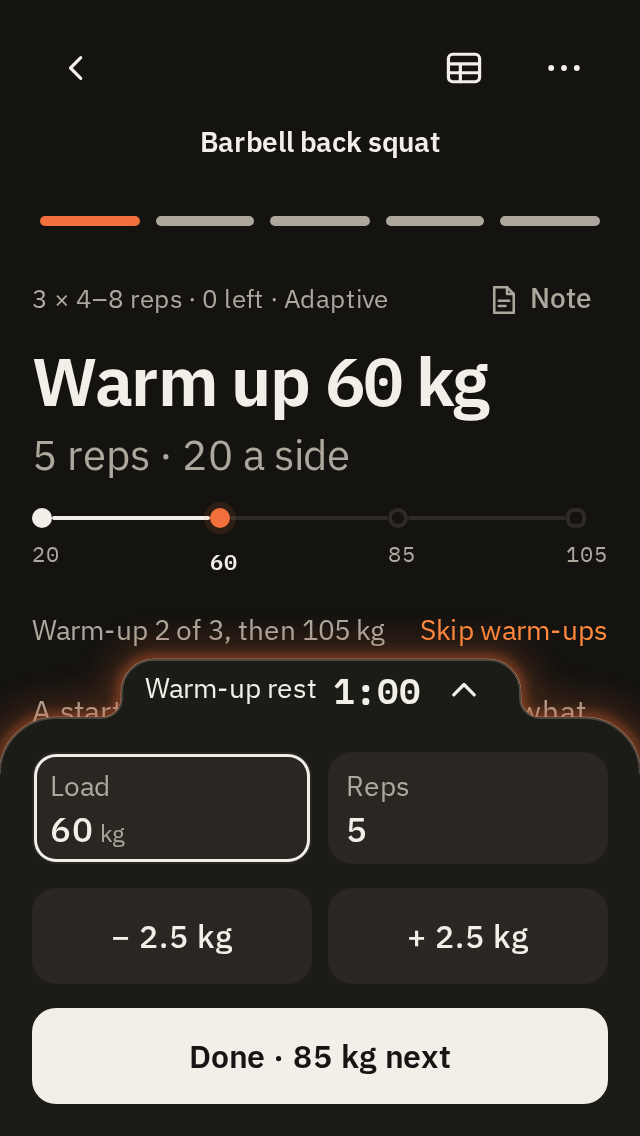 Barbell back squat
3 × 4–8 reps · 0 left · Adaptive
Note
Warm up 60 kg
5 reps · 20 a side
20
60
85
105
Warm-up 2 of 3, then 105 kg
Skip warm-ups
Warm-up rest 1:00
A start
what
Load
60 kg
Reps
5
− 2.5 kg
+ 2.5 kg
Done · 85 kg next